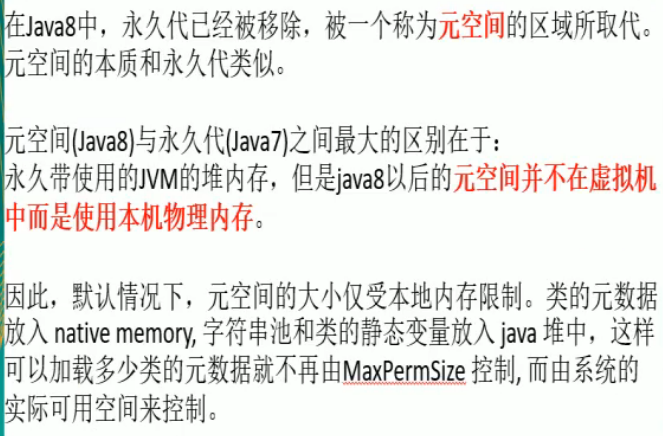 在Java8中，永久代已经被移除，被一个称为元空间的区域所取代。
元空间的本质和永久代类似。
元空间(Java8)与永久代(Java7)之间最大的区别在于：
永久带使用的JVM的堆内存，但是java8以后的元空间并不在虚拟机
中而是使用本机物理内存。
因此，默认情况下，元空间的大小仅受本地内存限制。类的元数据
放入 native memory, 字符串池和类的静态变量放入 java 堆中，这样
可以加载多少类的元数据就不再由MaxPermSize 控制, 而由系统的
实际可用空间来控制。